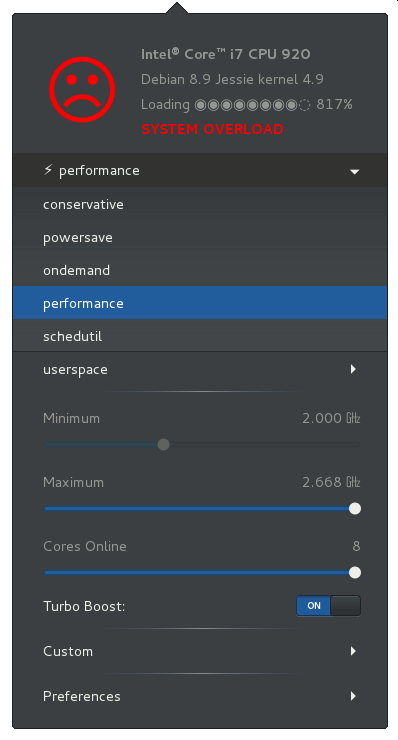 Intel® Core™ i7 CPU 920
Debian 8.9 Jessie kernel 4.9
Loading ◉◉◉◉◉◉◉◉◌ 817%
SYSTEM OVERLOAD
⚡ performance
conservative
powersave
ondemand
performance
schedutil
userspace
Minimum 2.000 ㎓
Maximum 2.668 ㎓
Cores Online 8
Turbo Boost: ON
Custom
Preferences